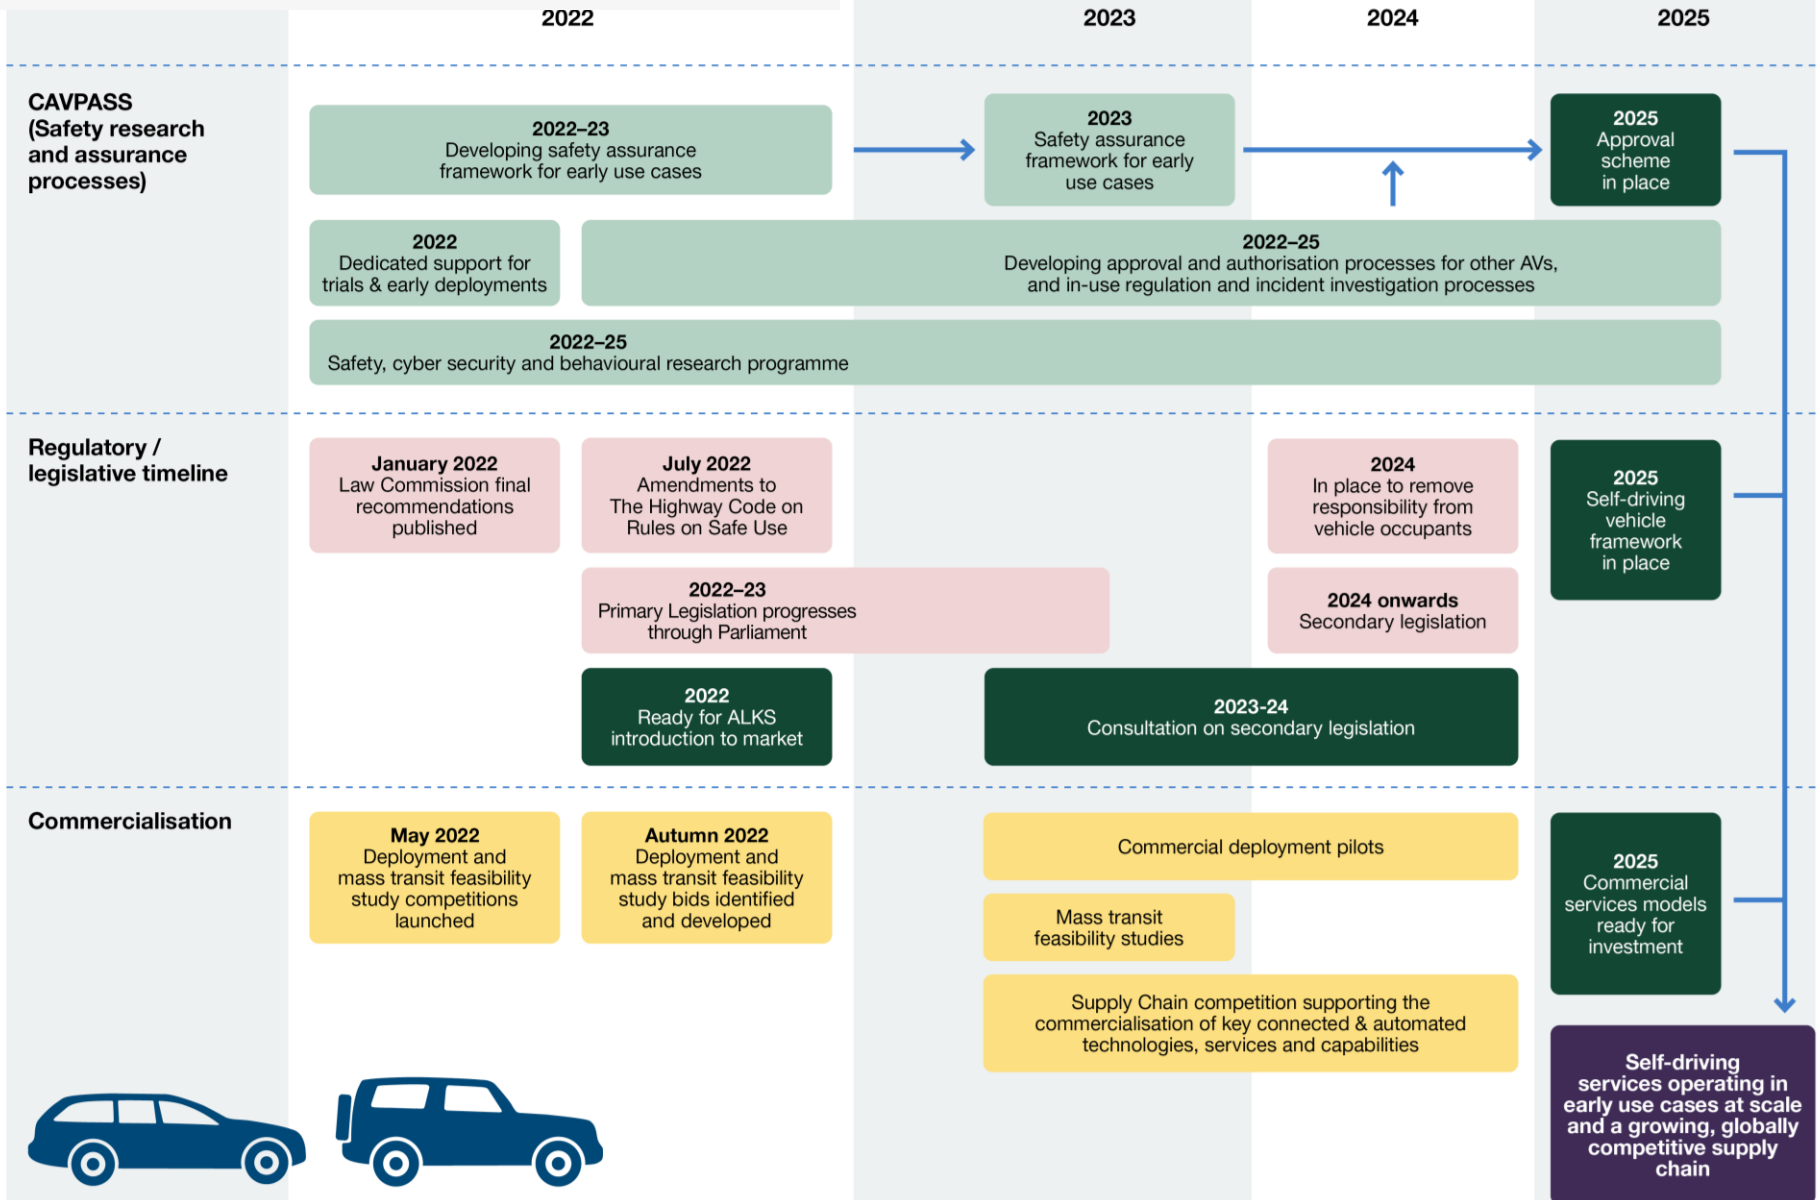 2022
2023
2024
2025
CAVPASS
(Safety research
and assurance
processes)
2022–23
Developing safety assurance
framework for early use cases
2023
Safety assurance
framework for early
use cases
2025
Approval
scheme
in place
2022
Dedicated support for
trials & early deployments
2022–25
Developing approval and authorisation processes for other AVs,
and in-use regulation and incident investigation processes
2022–25
Safety, cyber security and behavioural research programme
Regulatory /
legislative timeline
January 2022
Law Commission final
recommendations
published
July 2022
Amendments to
The Highway Code on
Rules on Safe Use
2024
In place to remove
responsibility from
vehicle occupants
2025
Self-driving
vehicle
framework
in place
2022–23
Primary Legislation progresses
through Parliament
2024 onwards
Secondary legislation
2022
Ready for ALKS
introduction to market
2023-24
Consultation on secondary legislation
Commercialisation
May 2022
Deployment and
mass transit feasibility
study competitions
launched
Autumn 2022
Deployment and
mass transit feasibility
study bids identified
and developed
Commercial deployment pilots
2025
Commercial
services models
ready for
investment
Mass transit
feasibility studies
Supply Chain competition supporting the
commercialisation of key connected & automated
technologies, services and capabilities
Self-driving
services operating in
early use cases at scale
and a growing, globally
competitive supply
chain